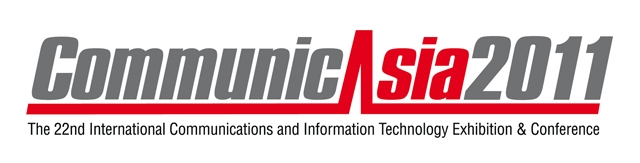 CommunicAsia2011
The 22nd International Communications and Information Technology Exhibition & Conference